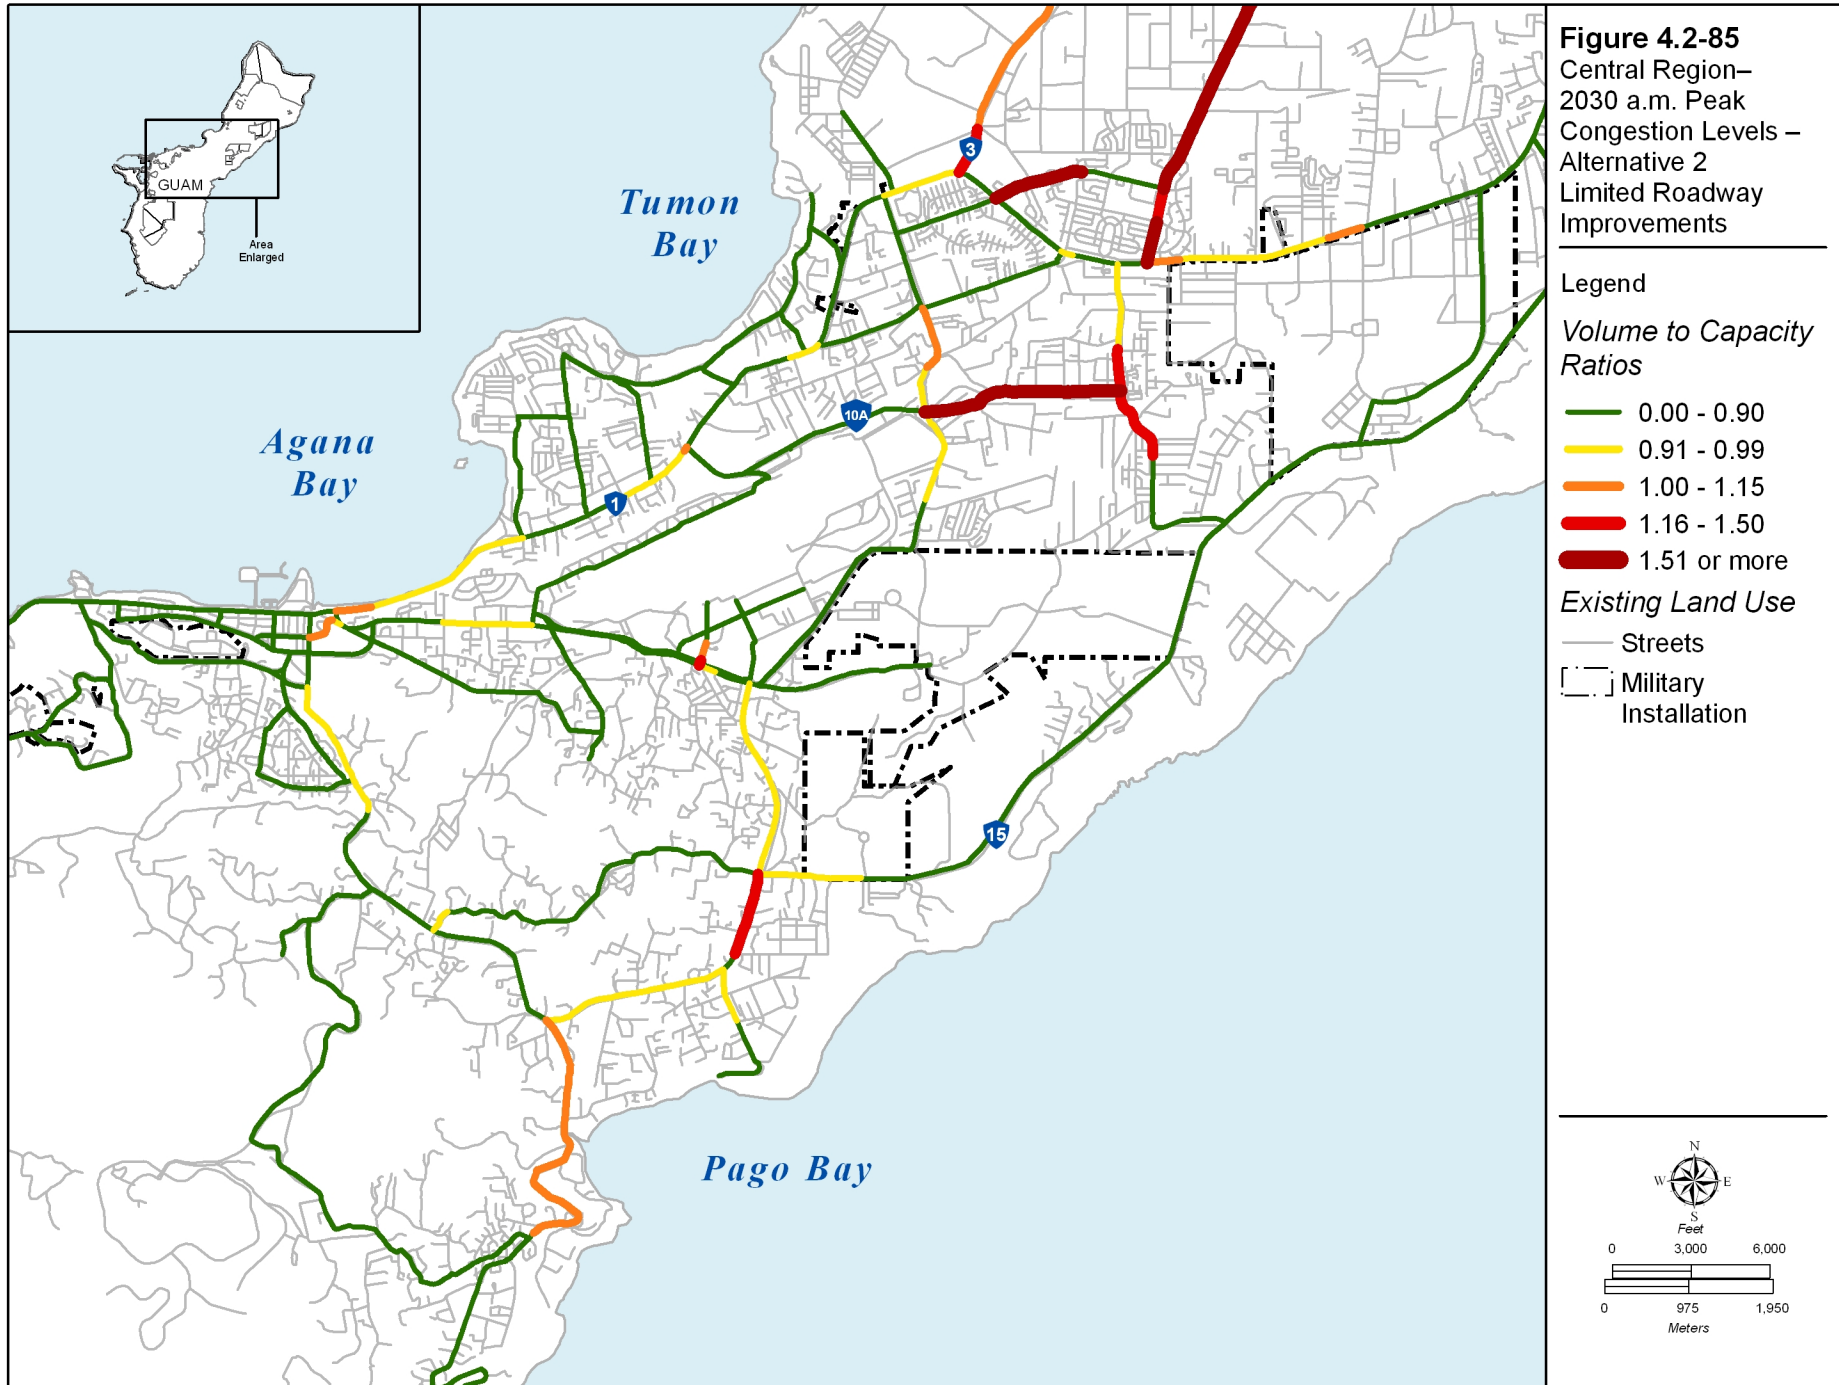 Figure 4.2-85
Central Region–
2030 a.m. Peak
Congestion Levels –
Alternative 2
Limited Roadway
Improvements
Legend
Volume to Capacity
Ratios
0.00 - 0.90
0.91 - 0.99
1.00 - 1.15
1.16 - 1.50
1.51 or more
Existing Land Use
Streets
Military
Installation
N
W
E
S
Feet
0 3,000 6,000
0 975 1,950
Meters
GUAM
Area
Enlarged
Tumon
Bay
Agana
Bay
Pago Bay
3
10A
1
15